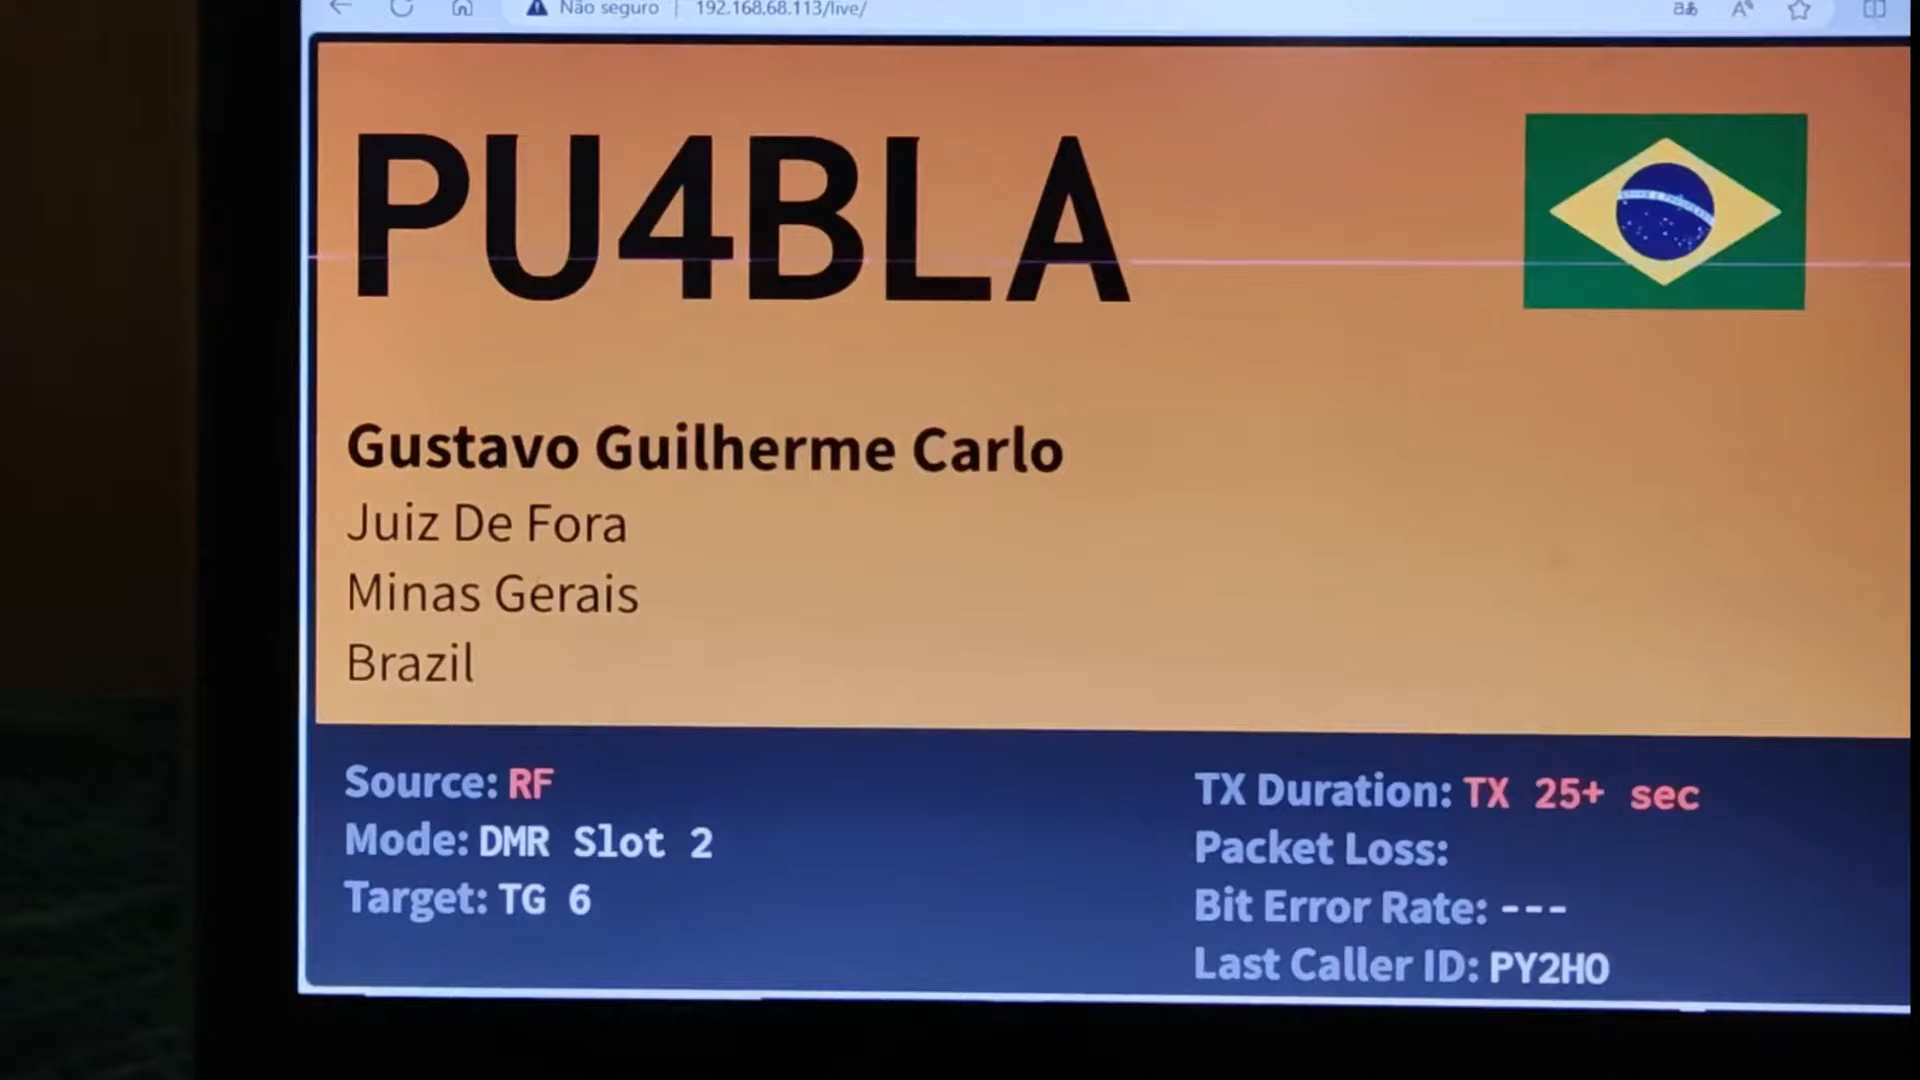 Não seguro | 192.168.68.113/live/
PU4BLA
Gustavo Guilherme Carlo
Juiz De Fora
Minas Gerais
Brazil
Source: RF
Mode: DMR Slot 2
Target: TG 6
TX Duration: TX 25+ sec
Packet Loss:
Bit Error Rate: ---
Last Caller ID: PY2HO